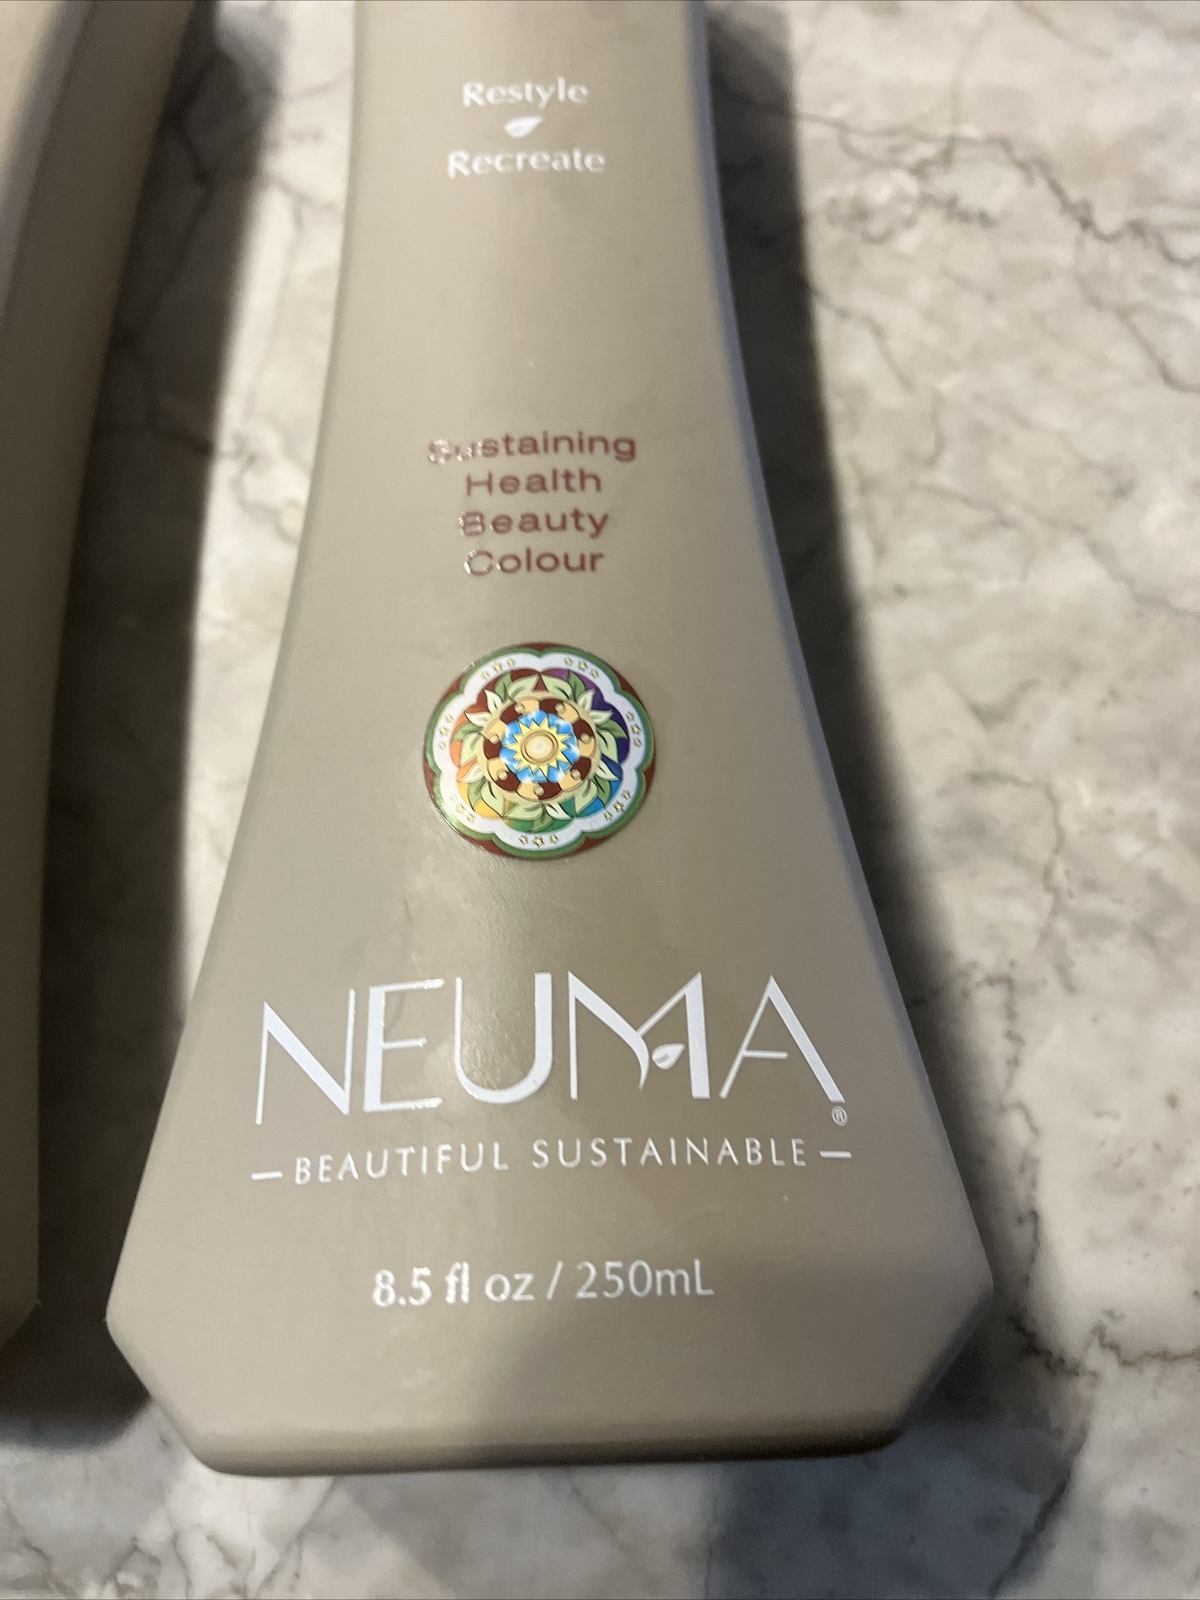 Restyle
Recreate
Sustaining
Health
Beauty
Colour
NEUMA®
— BEAUTIFUL SUSTAINABLE —
8.5 fl oz / 250mL